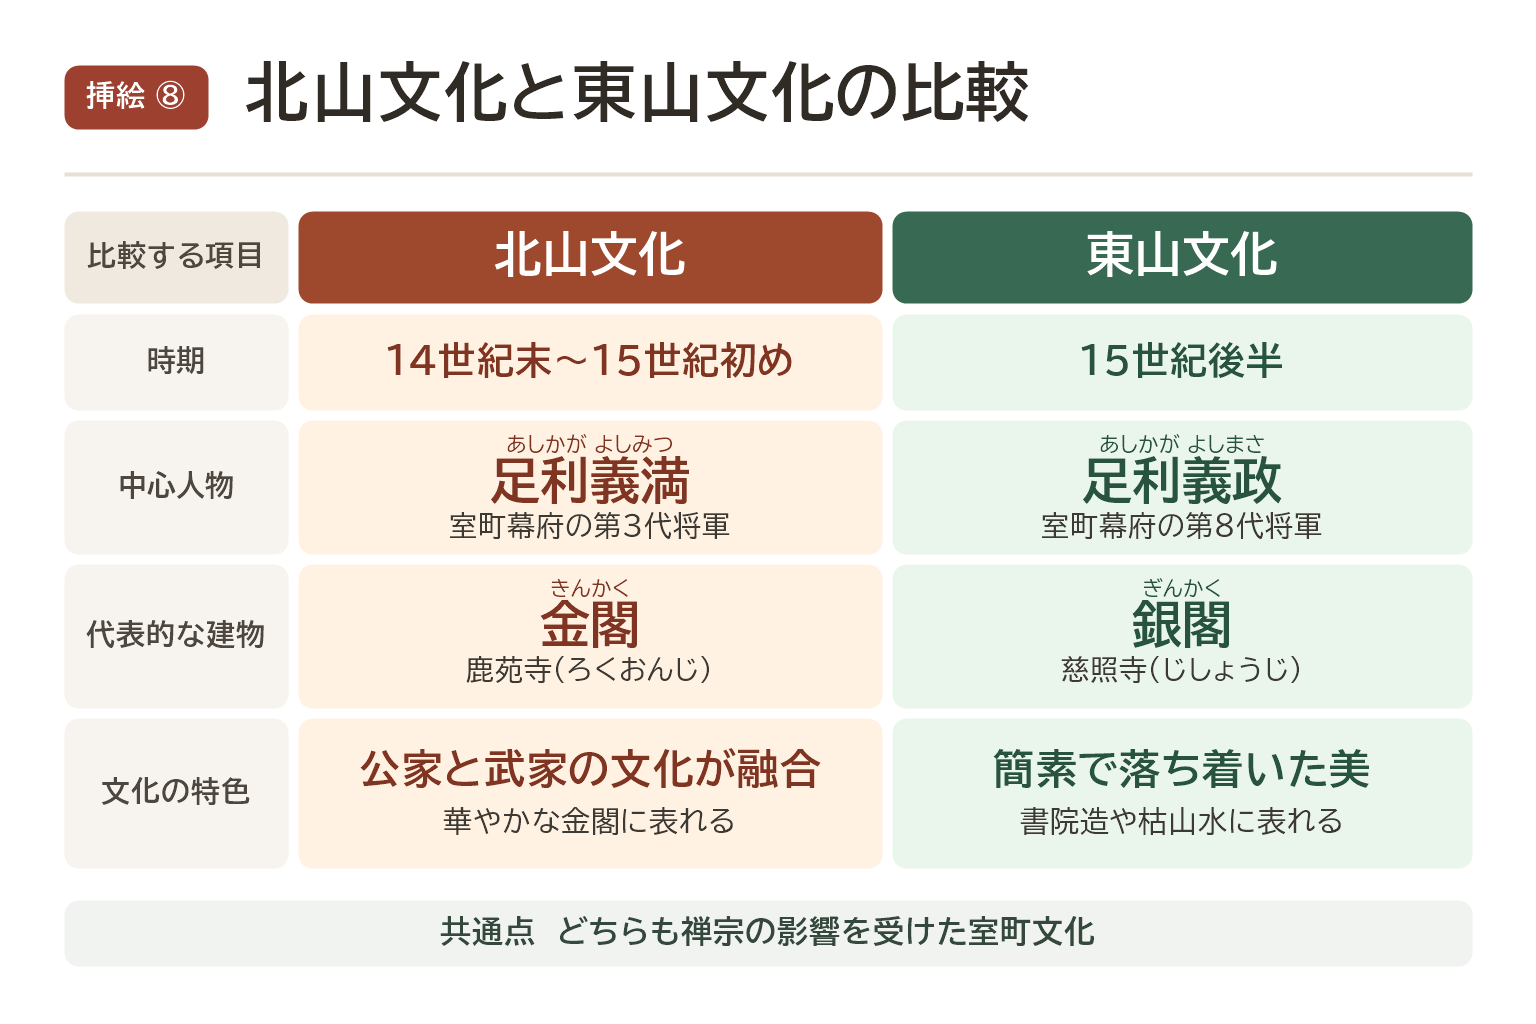 挿絵 ⑧
北山文化と東山文化の比較
比較する項目
北山文化
東山文化
時期
14世紀末～15世紀初め
15世紀後半
中心人物
あしかが よしみつ
足利義満
室町幕府の第3代将軍
あしかが よしまさ
足利義政
室町幕府の第8代将軍
代表的な建物
きんかく
金閣
鹿苑寺（ろくおんじ）
ぎんかく
銀閣
慈照寺（じしょうじ）
文化の特色
公家と武家の文化が融合
華やかな金閣に表れる
簡素で落ち着いた美
書院造や枯山水に表れる
共通点 どちらも禅宗の影響を受けた室町文化